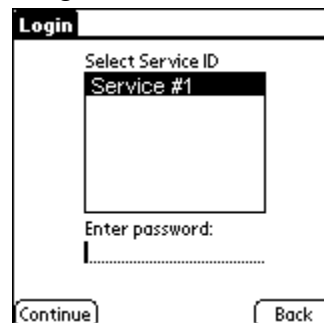 Login
Select Service ID
Service #1
Enter password:
Continue
Back